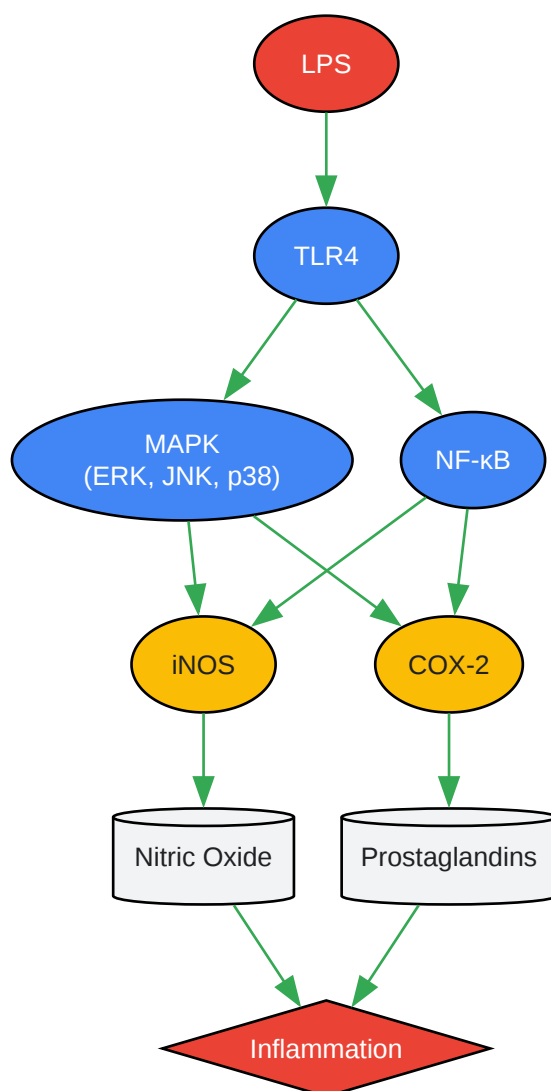 LPS
TLR4
MAPK
(ERK, JNK, p38)
NF-κB
iNOS
COX-2
Nitric Oxide
Prostaglandins
Inflammation